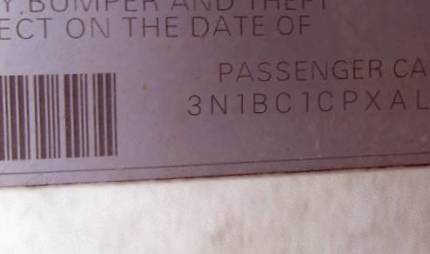 Y, BUMPER AND THEFT
ECT ON THE DATE OF
PASSENGER CA
3N1BC1CPXAL